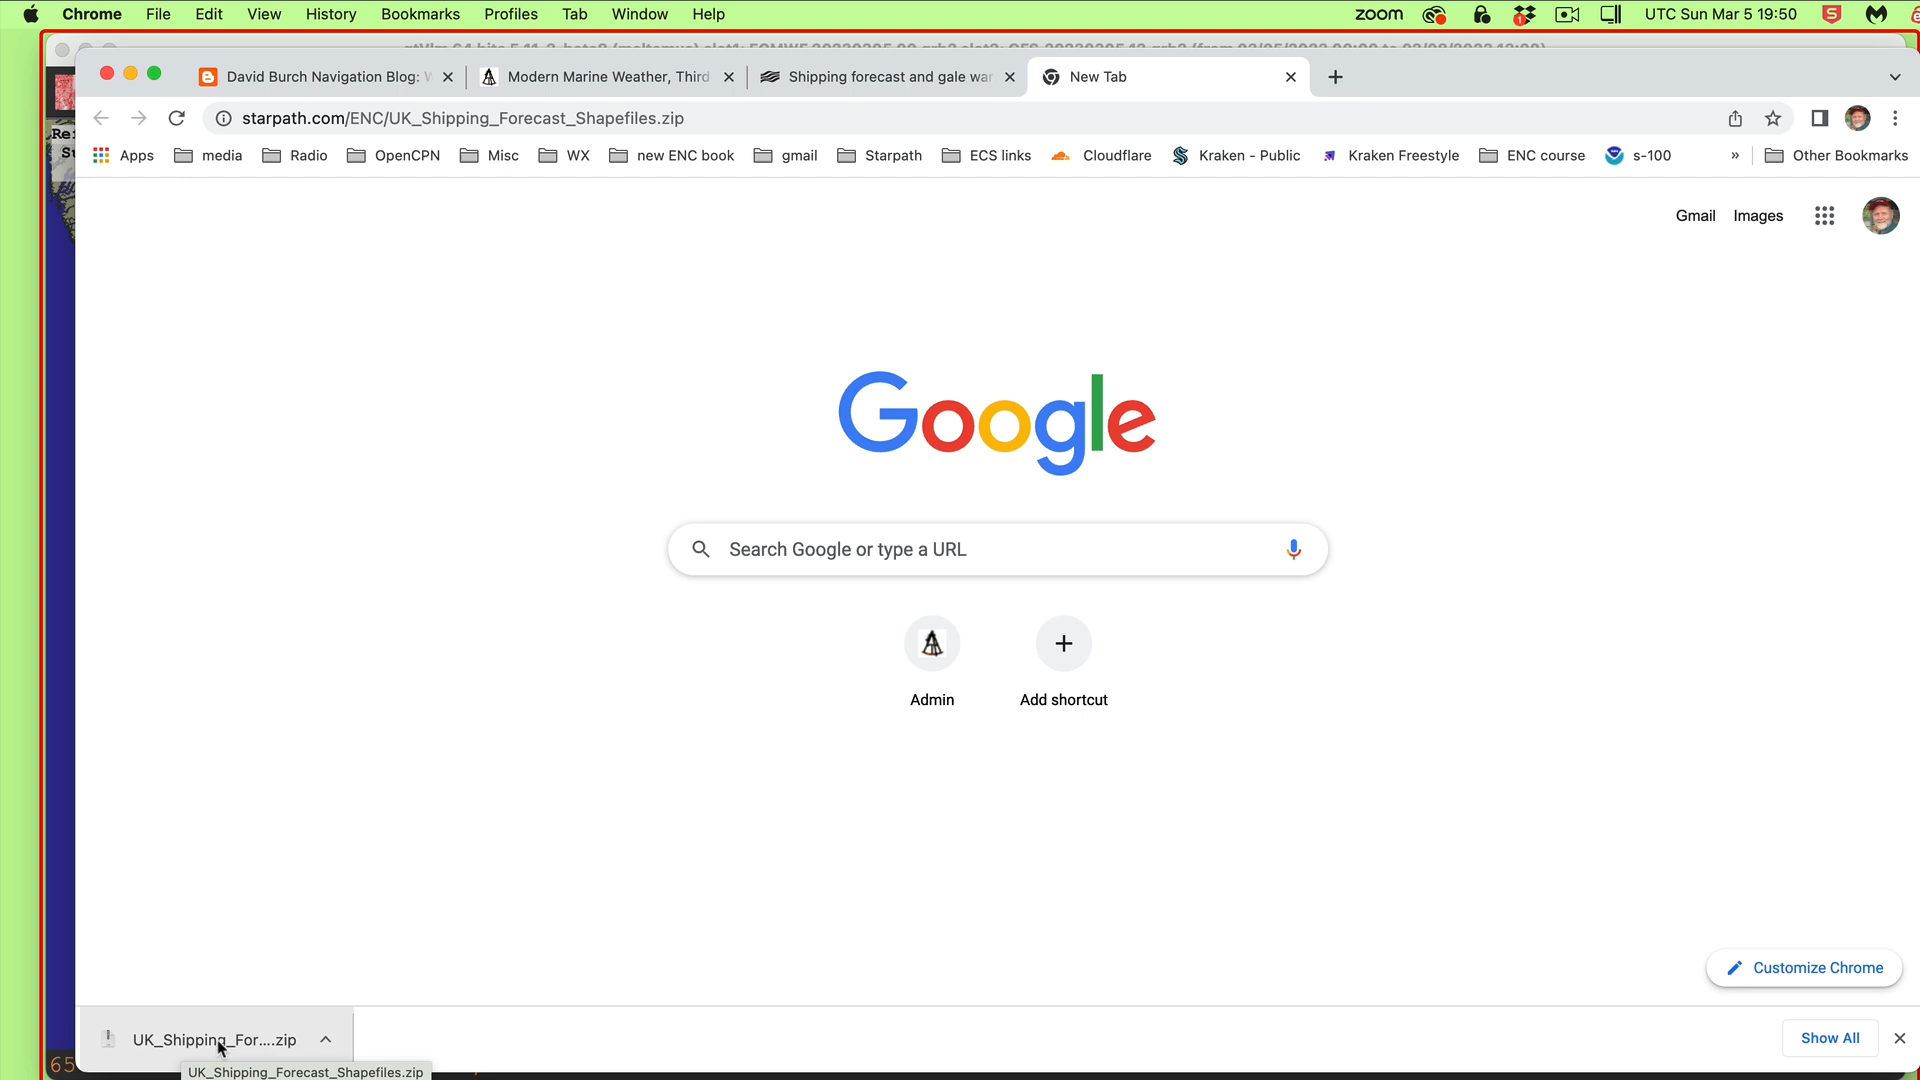 Chrome File Edit View History Bookmarks Profiles Tab Window Help zoom 1 UTC Sun Mar 5 19:50
David Burch Navigation Blog: W Modern Marine Weather, Third Shipping forecast and gale war New Tab
starpath.com/ENC/UK_Shipping_Forecast_Shapefiles.zip
Apps media Radio OpenCPN Misc WX new ENC book gmail Starpath ECS links Cloudflare Kraken - Public Kraken Freestyle ENC course s-100 » Other Bookmarks
Gmail Images
Google
Search Google or type a URL
Admin Add shortcut
Customize Chrome
UK_Shipping_For....zip Show All
65
UK_Shipping_Forecast_Shapefiles.zip